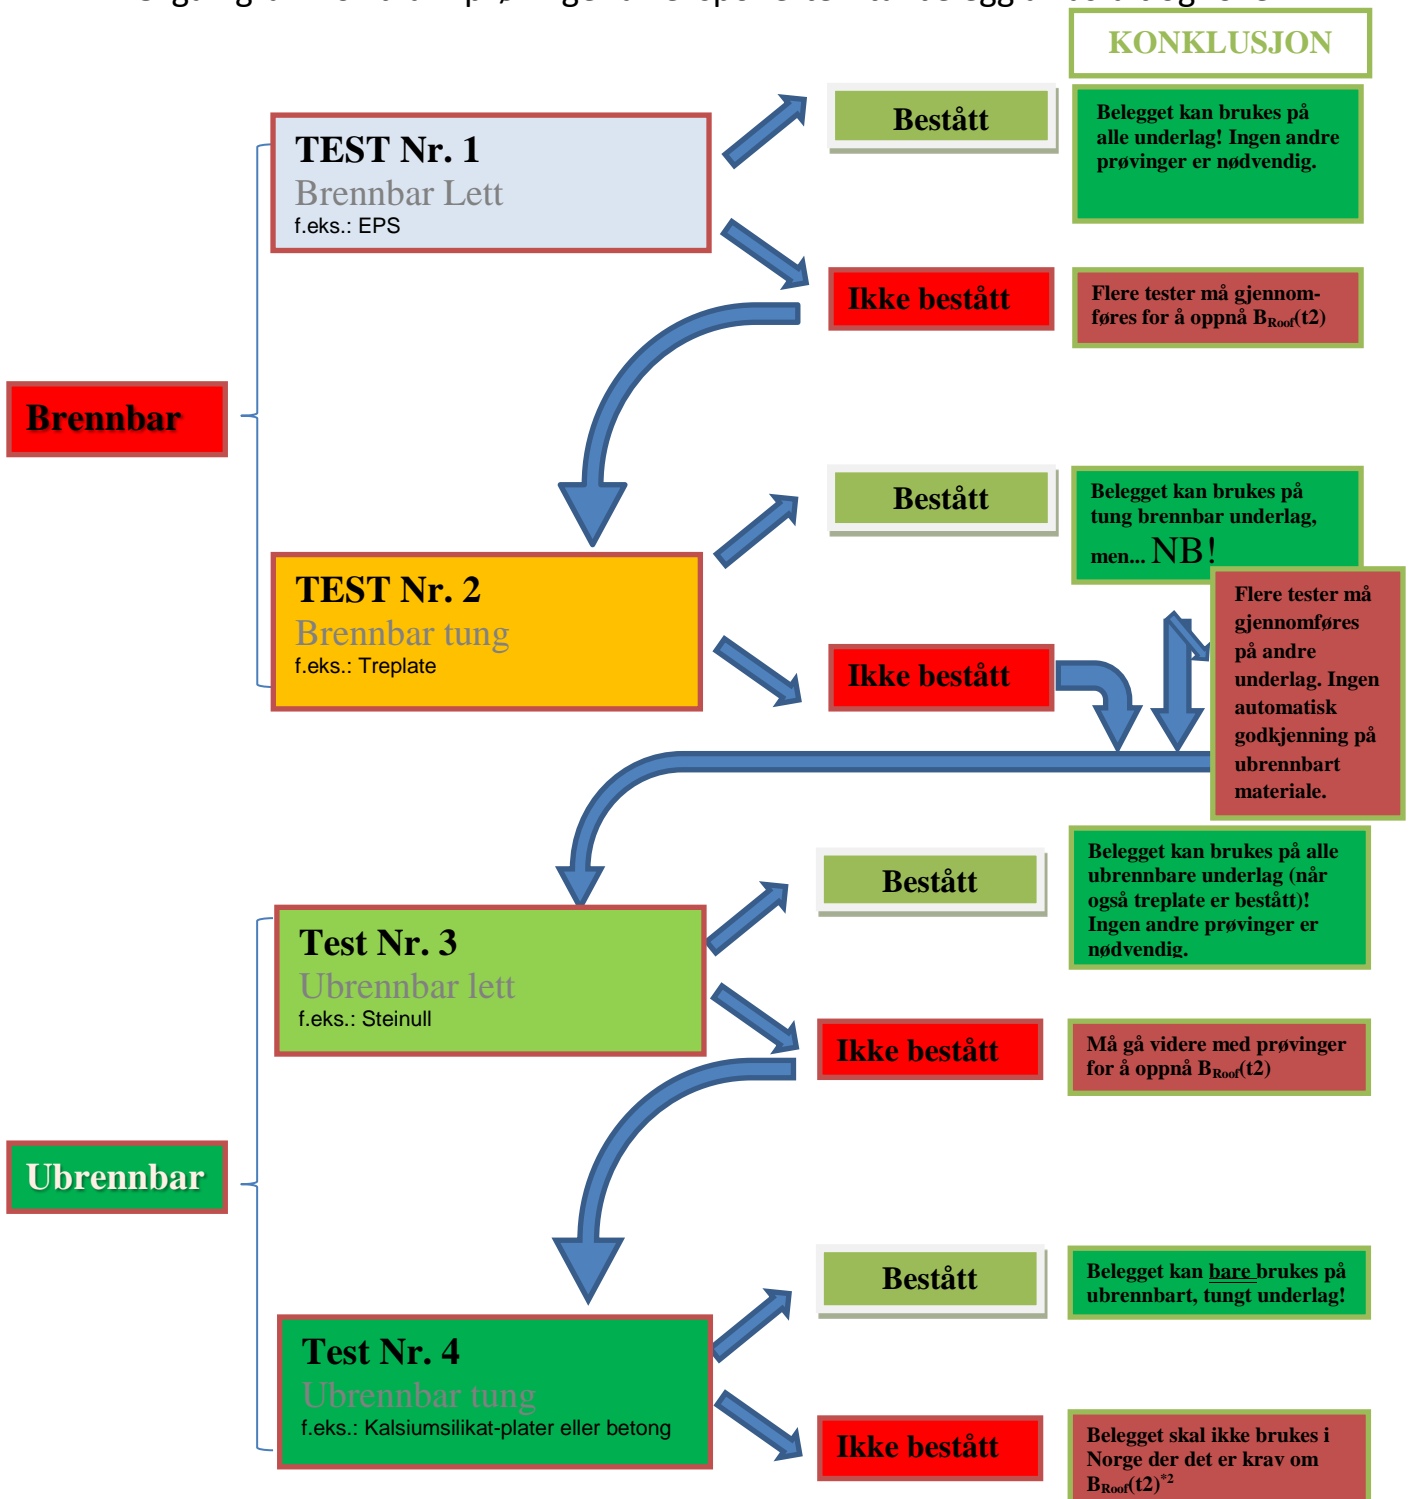 KONKLUSJON
TEST Nr. 1
Brennbar Lett
f.eks.: EPS
Bestått
Belegget kan brukes på
alle underlag! Ingen andre
prøvinger er nødvendig.
Ikke bestått
Flere tester må gjennom-
føres for å oppnå BRoof(t2)
Brennbar
TEST Nr. 2
Brennbar tung
f.eks.: Treplate
Bestått
Belegget kan brukes på
tung brennbar underlag,
men... NB!
Flere tester må
gjennomføres
på andre
underlag. Ingen
automatisk
godkjenning på
ubrennbart
materiale.
Ikke bestått
Test Nr. 3
Ubrennbar lett
f.eks.: Steinull
Bestått
Belegget kan brukes på alle
ubrennbare underlag (når
også treplate er bestått)!
Ingen andre prøvinger er
nødvendig.
Ikke bestått
Må gå videre med prøvinger
for å oppnå BRoof(t2)
Ubrennbar
Test Nr. 4
Ubrennbar tung
f.eks.: Kalsiumsilikat-plater eller betong
Bestått
Belegget kan bare brukes på
ubrennbart, tungt underlag!
Ikke bestått
Belegget skal ikke brukes i
Norge der det er krav om
BRoof(t2)*2